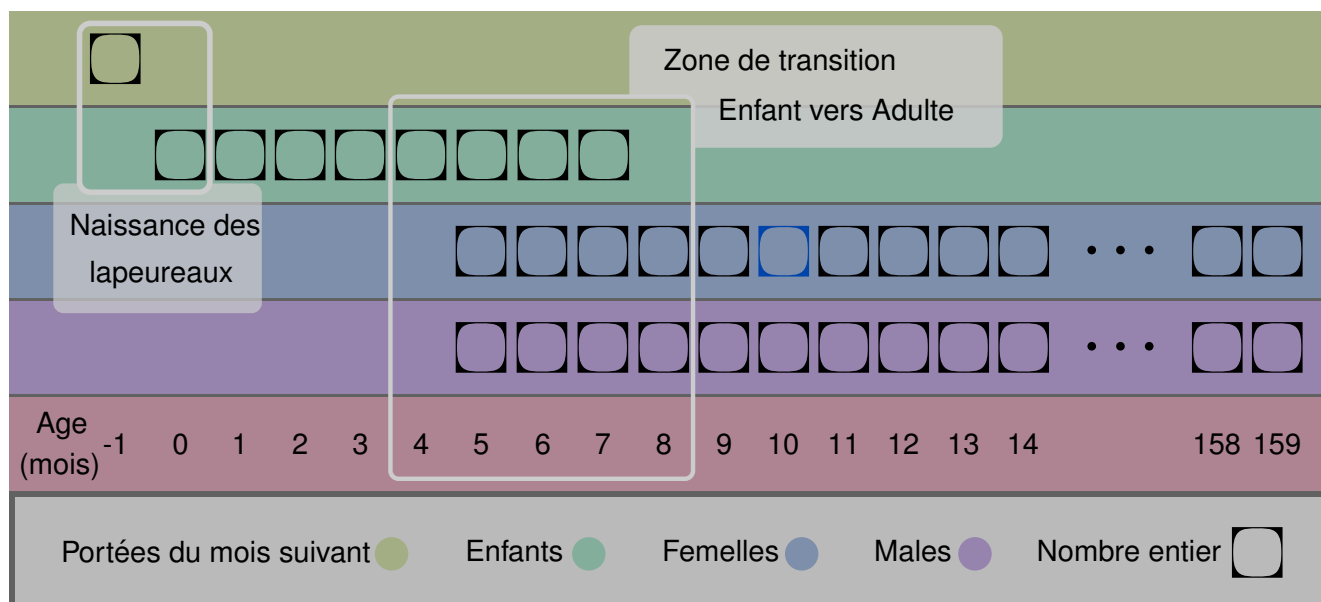 Zone de transition
Enfant vers Adulte
Naissance des
lapeureaux
Age
(mois)
-1 0 1 2 3 4 5 6 7 8 9 10 11 12 13 14 158 159
Portées du mois suivant Enfants Femelles Males Nombre entier